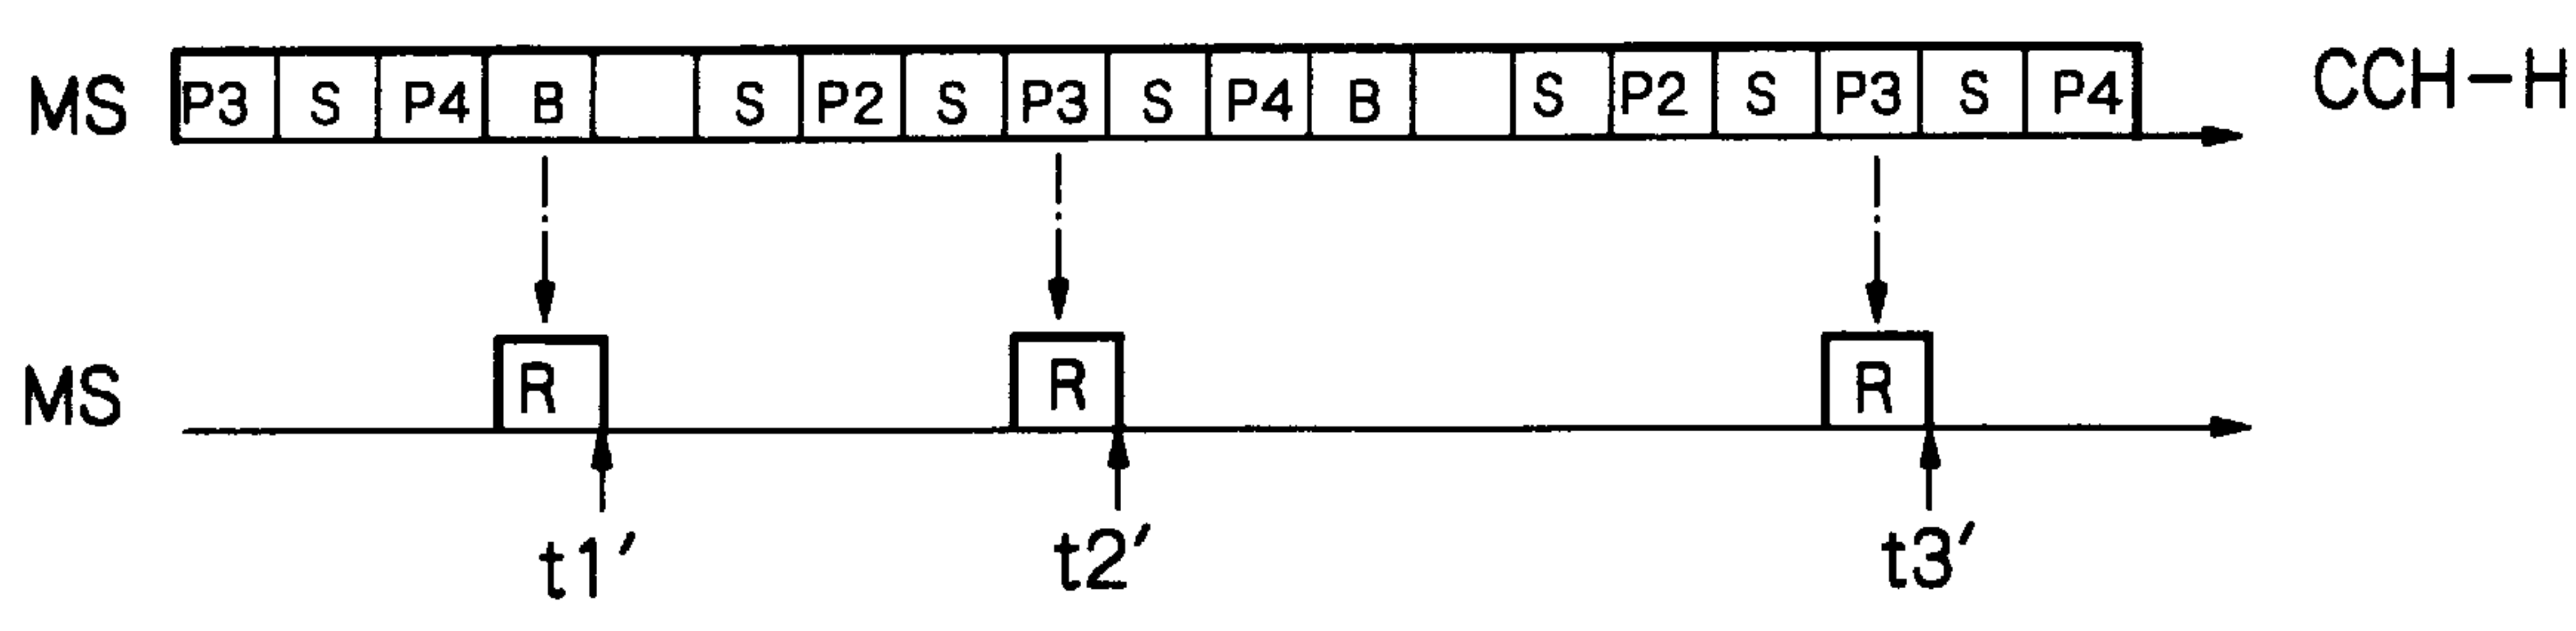 MS P3 S P4 B S P2 S P3 S P4 B S P2 S P3 S P4 CCH-H
MS R R R
t1' t2' t3'